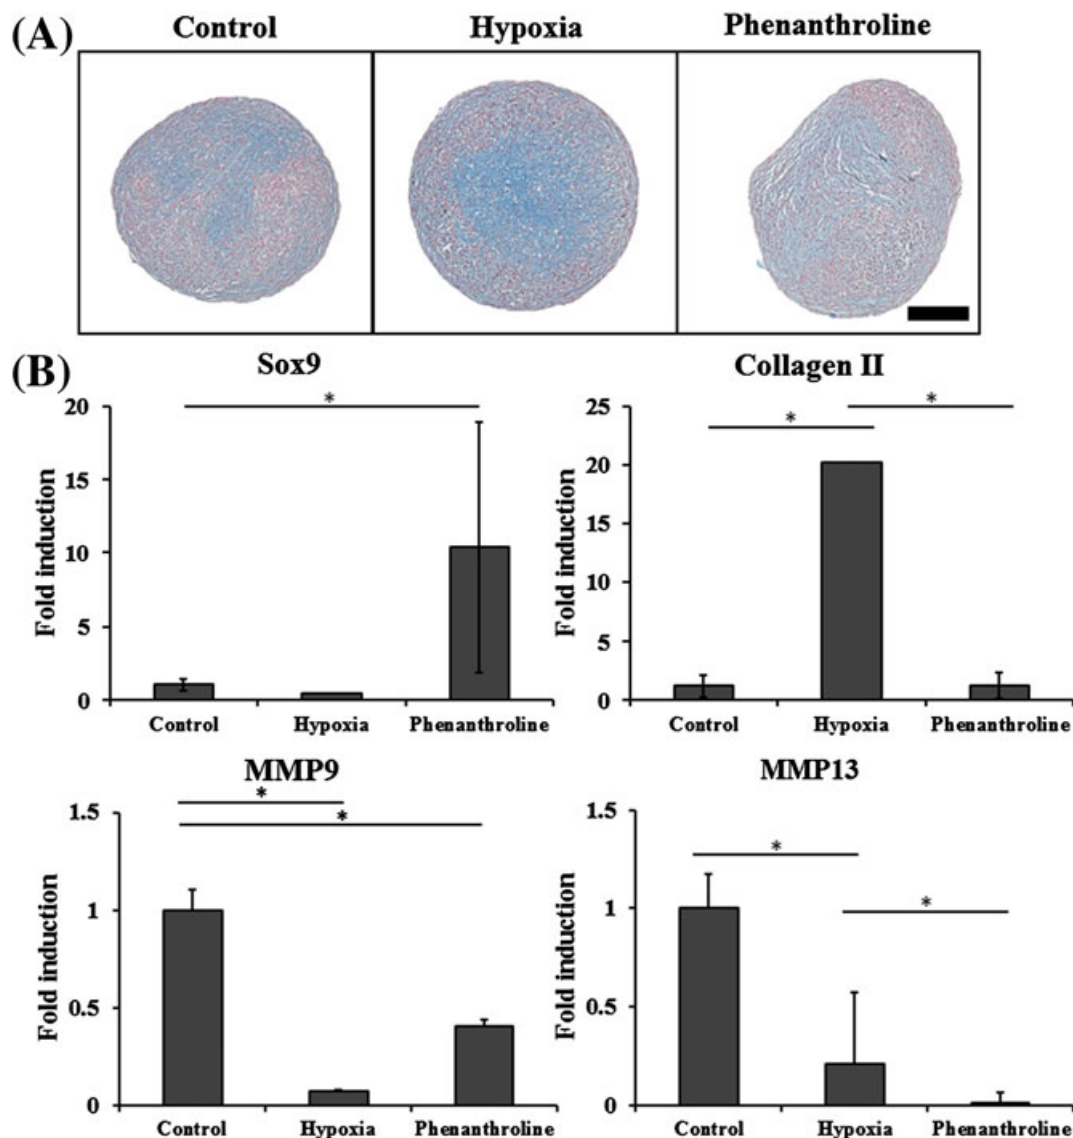 (A) Control Hypoxia Phenanthroline
(B) Sox9 Collagen II
20
15
10
5
0
Fold induction
*
Control Hypoxia Phenanthroline
25
20
15
10
5
0
Fold induction
* *
Control Hypoxia Phenanthroline
MMP9
1.5
1
0.5
0
Fold induction
*
*
Control Hypoxia Phenanthroline
MMP13
1.5
1
0.5
0
Fold induction
*
*
Control Hypoxia Phenanthroline